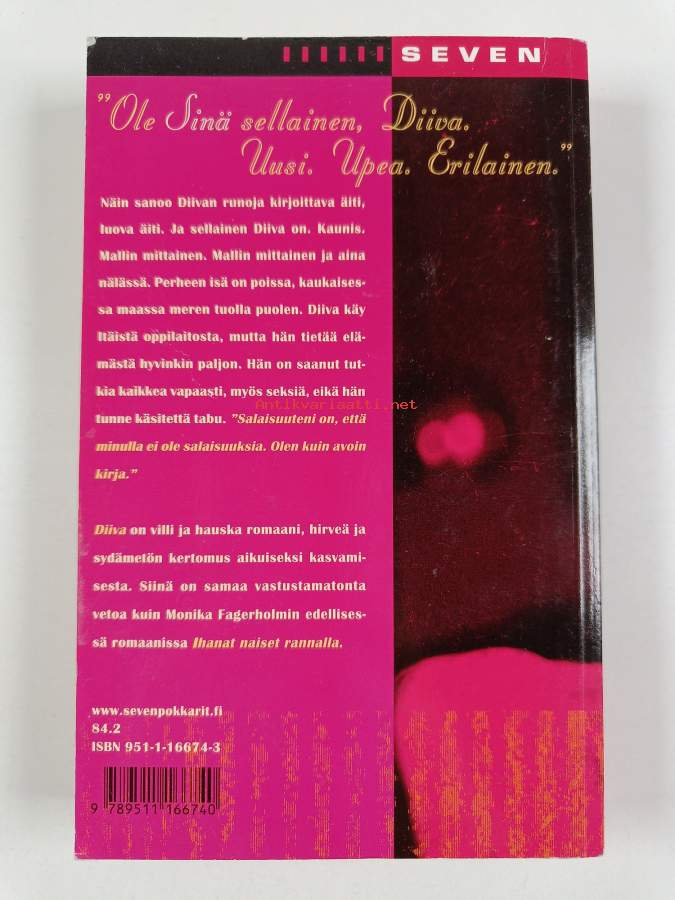 SEVEN
”Ole Sinä sellainen, Diiva.
Uusi. Upea. Erilainen.”
Näin sanoo Diivan runoja kirjoittava äiti,
luova äiti. Ja sellainen Diiva on. Kaunis.
Mallin mittainen. Mallin mittainen ja aina
nälässä. Perheen isä on poissa, kaukaises-
sa maassa meren tuolla puolen. Diiva käy
Itäistä oppilaitosta, mutta hän tietää elä-
mästä hyvinkin paljon. Hän on saanut tut-
kia kaikkea vapaasti, myös seksiä, eikä hän
tunne käsitettä tabu. ”Salaisuuteni on, että
minulla ei ole salaisuuksia. Olen kuin avoin
kirja.”
Antikvariaatti.net
Diiva on villi ja hauska romaani, hirveä ja
sydämetön kertomus aikuiseksi kasvami-
sesta. Siinä on samaa vastustamatonta
vetoa kuin Monika Fagerholmin edellises-
sä romaanissa Ihanat naiset rannalla.
www.sevenpokkarit.fi
84.2
ISBN 951-1-16674-3
9 789511 166740